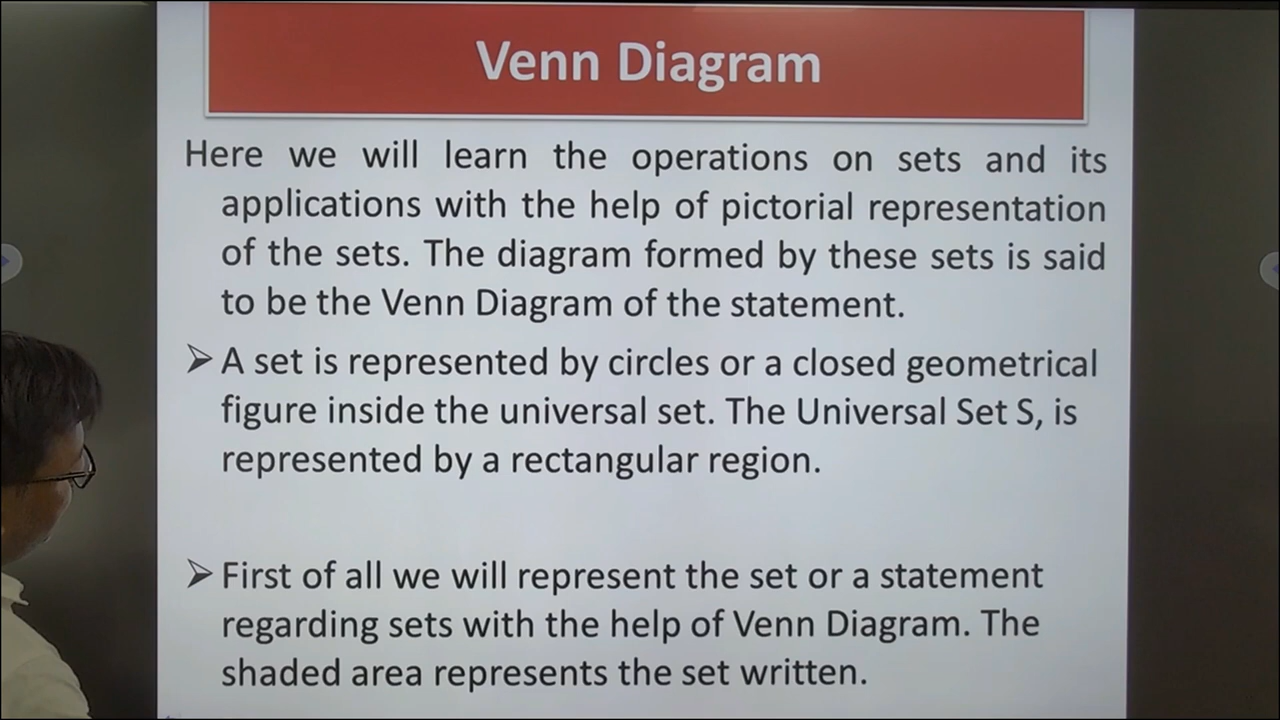 Venn Diagram
Here we will learn the operations on sets and its
applications with the help of pictorial representation
of the sets. The diagram formed by these sets is said
to be the Venn Diagram of the statement.
➢ A set is represented by circles or a closed geometrical
figure inside the universal set. The Universal Set S, is
represented by a rectangular region.
➢ First of all we will represent the set or a statement
regarding sets with the help of Venn Diagram. The
shaded area represents the set written.